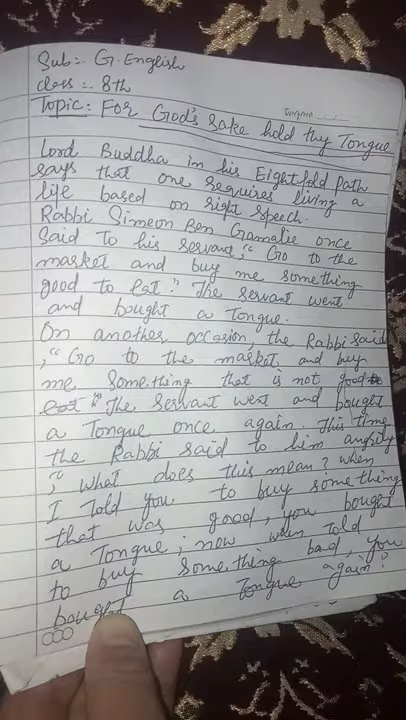 Sub:- G. English
class :- 8th
Topic: For God's sake hold thy Tongue
Lord Buddha in his Eightfold Path
says that one requires living a
life based on right speech.
Rabbi Simeon Ben Gamalie once
Said to his servant, "Go to the
market and buy me something
good to eat." The servant went
and bought a Tongue.
On another occasion, the Rabbi said
, "Go to the market and buy
me some.thing that is not good to
eat." The servant went and bought
a Tongue once again. This time
the Rabbi said to him angrily
, "what does this mean? when
I told you to buy something
that was good, you bought
a Tongue; now when told
to buy something bad, you
bought a Tongue again?